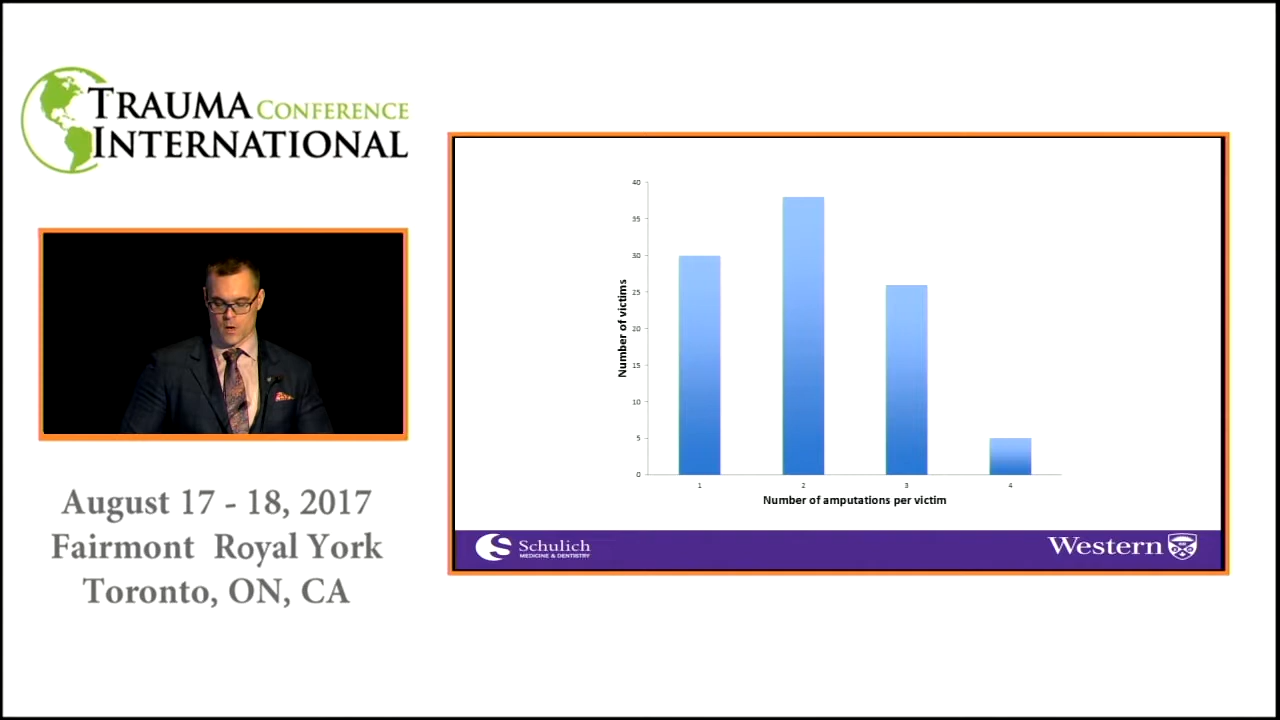 TRAUMA CONFERENCE
INTERNATIONAL
August 17 - 18, 2017
Fairmont Royal York
Toronto, ON, CA
40
35
30
25
20
15
10
5
0
Number of victims
1 2 3 4
Number of amputations per victim
Schulich
MEDICINE & DENTISTRY
Western